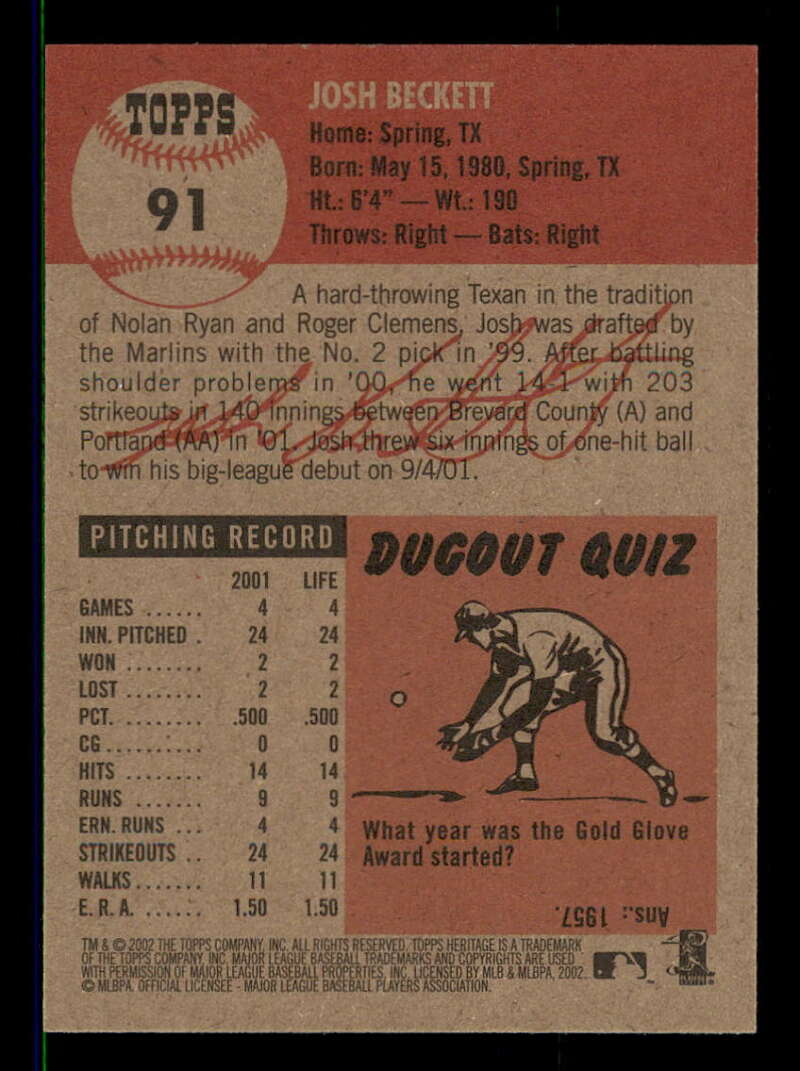 TOPPS
91
JOSH BECKETT
Home: Spring, TX
Born: May 15, 1980, Spring, TX
Ht.: 6'4" — Wt.: 190
Throws: Right — Bats: Right
A hard-throwing Texan in the tradition
of Nolan Ryan and Roger Clemens, Josh was drafted by
the Marlins with the No. 2 pick in '99. After battling
shoulder problems in '00, he went 14-1 with 203
strikeouts in 140 innings between Brevard County (A) and
Portland (AA) in '01. Josh threw six innings of one-hit ball
to win his big-league debut on 9/4/01.
PITCHING RECORD
2001 LIFE
GAMES ...... 4 4
INN. PITCHED . 24 24
WON ........ 2 2
LOST ........ 2 2
PCT. ........ .500 .500
CG.......... 0 0
HITS ........ 14 14
RUNS ....... 9 9
ERN. RUNS ... 4 4
STRIKEOUTS .. 24 24
WALKS....... 11 11
E.R.A. ...... 1.50 1.50
DUGOUT QUIZ
What year was the Gold Glove
Award started?
Ans.: 1957.
TM & © 2002 THE TOPPS COMPANY, INC. ALL RIGHTS RESERVED. TOPPS HERITAGE IS A TRADEMARK
OF THE TOPPS COMPANY, INC. MAJOR LEAGUE BASEBALL TRADEMARKS AND COPYRIGHTS ARE USED
WITH PERMISSION OF MAJOR LEAGUE BASEBALL PROPERTIES, INC. LICENSED BY MLB & MLBPA, 2002.
© MLBPA. OFFICIAL LICENSEE - MAJOR LEAGUE BASEBALL PLAYERS ASSOCIATION.